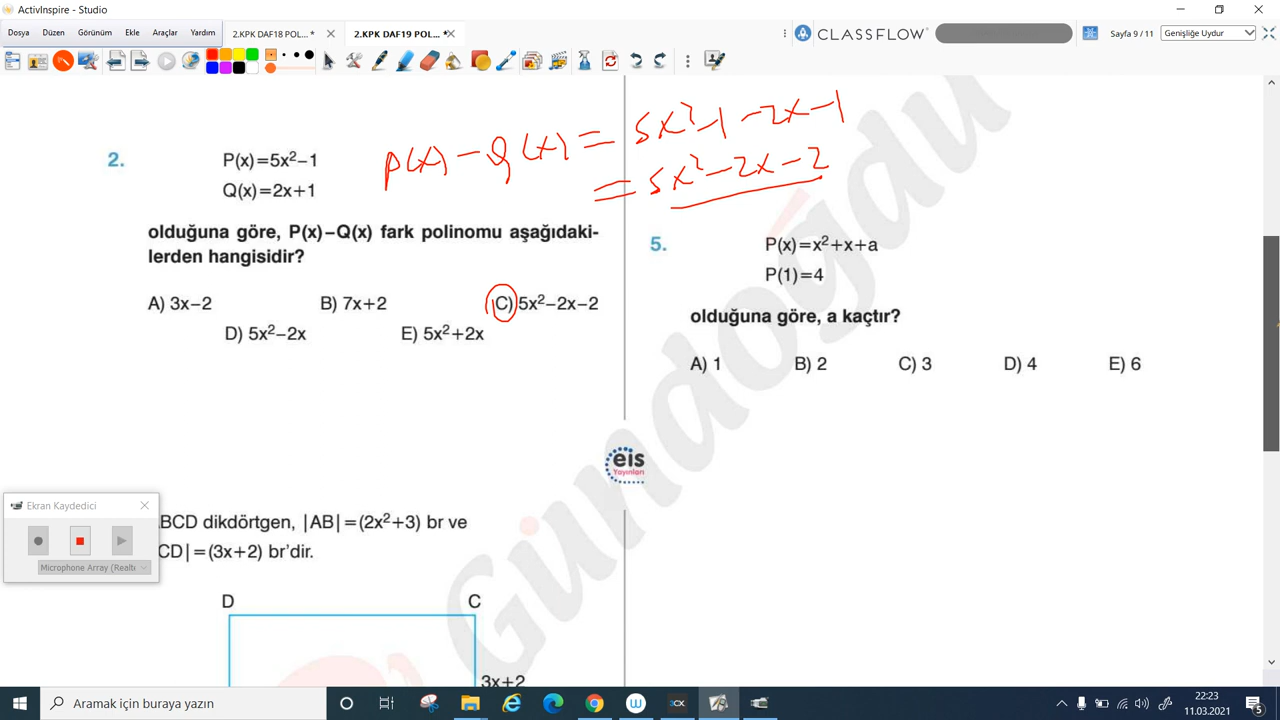 ActivInspire - Studio
Dosya Düzen Görünüm Ekle Araçlar Yardım
2.KPK DAF18 POL... *
2.KPK DAF19 POL... *
CLASSFLOW
Sayfa 9 / 11
Genişliğe Uydur
P(x) - Q(x) = 5x²-1-2x-1
= 5x²-2x-2
2.
P(x)=5x²−1
Q(x)=2x+1
olduğuna göre, P(x)−Q(x) fark polinomu aşağıdaki-
lerden hangisidir?
A) 3x−2 B) 7x+2 C) 5x²−2x−2
D) 5x²−2x E) 5x²+2x
5.
P(x)=x²+x+a
P(1)=4
olduğuna göre, a kaçtır?
A) 1 B) 2 C) 3 D) 4 E) 6
eis
Yayınları
Gündoğdu
Ekran Kaydedici
Microphone Array (Realt
BCD dikdörtgen, |AB|=(2x²+3) br ve
CD|=(3x+2) br'dir.
D C
3x+2
Aramak için buraya yazın
22:23
11.03.2021